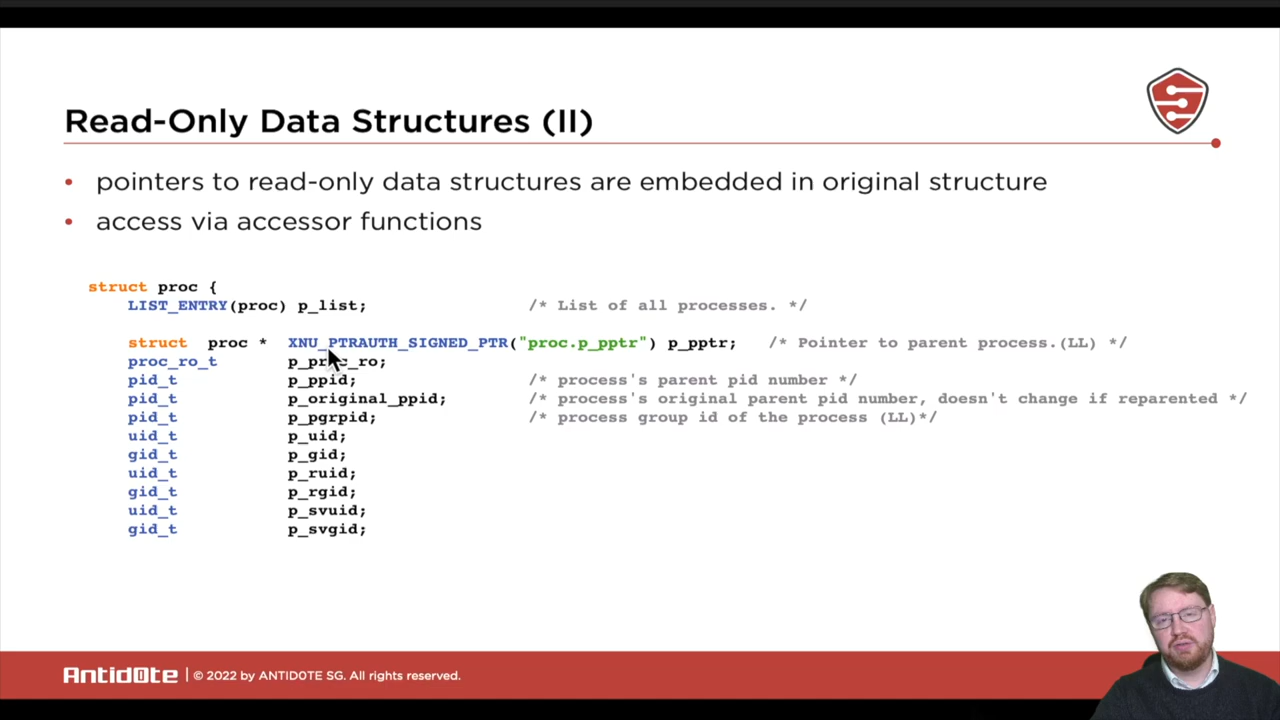 Read-Only Data Structures (II)
• pointers to read-only data structures are embedded in original structure
• access via accessor functions
struct proc {
LIST_ENTRY(proc) p_list; /* List of all processes. */
struct proc * XNU_PTRAUTH_SIGNED_PTR("proc.p_pptr") p_pptr; /* Pointer to parent process.(LL) */
proc_ro_t p_proc_ro;
pid_t p_ppid; /* process's parent pid number */
pid_t p_original_ppid; /* process's original parent pid number, doesn't change if reparented */
pid_t p_pgrpid; /* process group id of the process (LL)*/
uid_t p_uid;
gid_t p_gid;
uid_t p_ruid;
gid_t p_rgid;
uid_t p_svuid;
gid_t p_svgid;
Antid0te | © 2022 by ANTID0TE SG. All rights reserved.